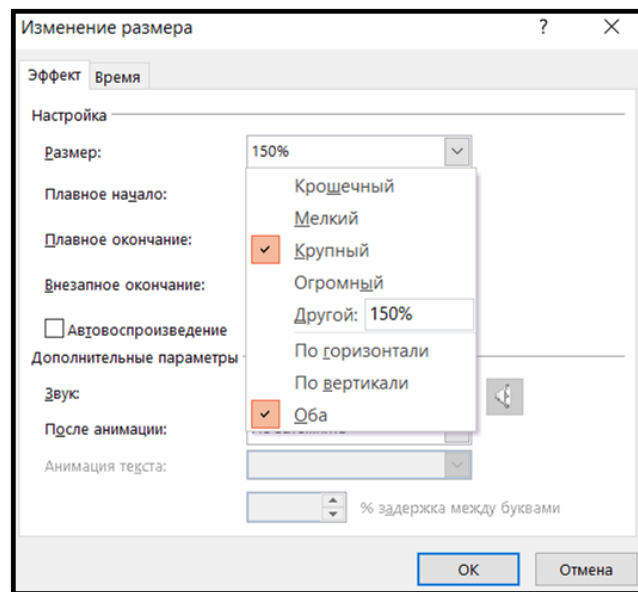 Изменение размера ?
Эффект Время
Настройка
Размер: 150%
Крошечный
Плавное начало:
Мелкий
Плавное окончание:
Крупный
Внезапное окончание:
Огромный
Другой: 150%
Автовоспроизведение
По горизонтали
Дополнительные параметры
По вертикали
Звук:
Оба
После анимации:
Анимация текста:
% задержка между буквами
ОК Отмена